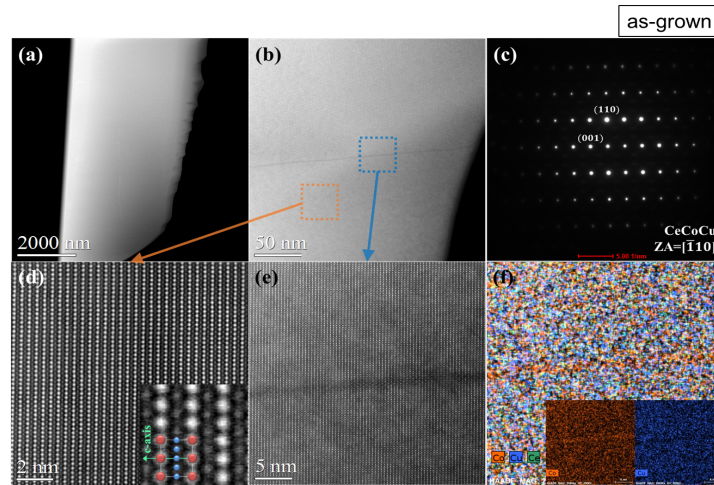 as-grown
(a)
2000 nm
(b)
50 nm
(c)
(110)
(001)
CeCoCu
ZA=[1̅10]
5.00 1/nm
(d)
c-axis
2 nm
(e)
5 nm
(f)
Co Cu Ce
HAADF MAG
Co
Cu